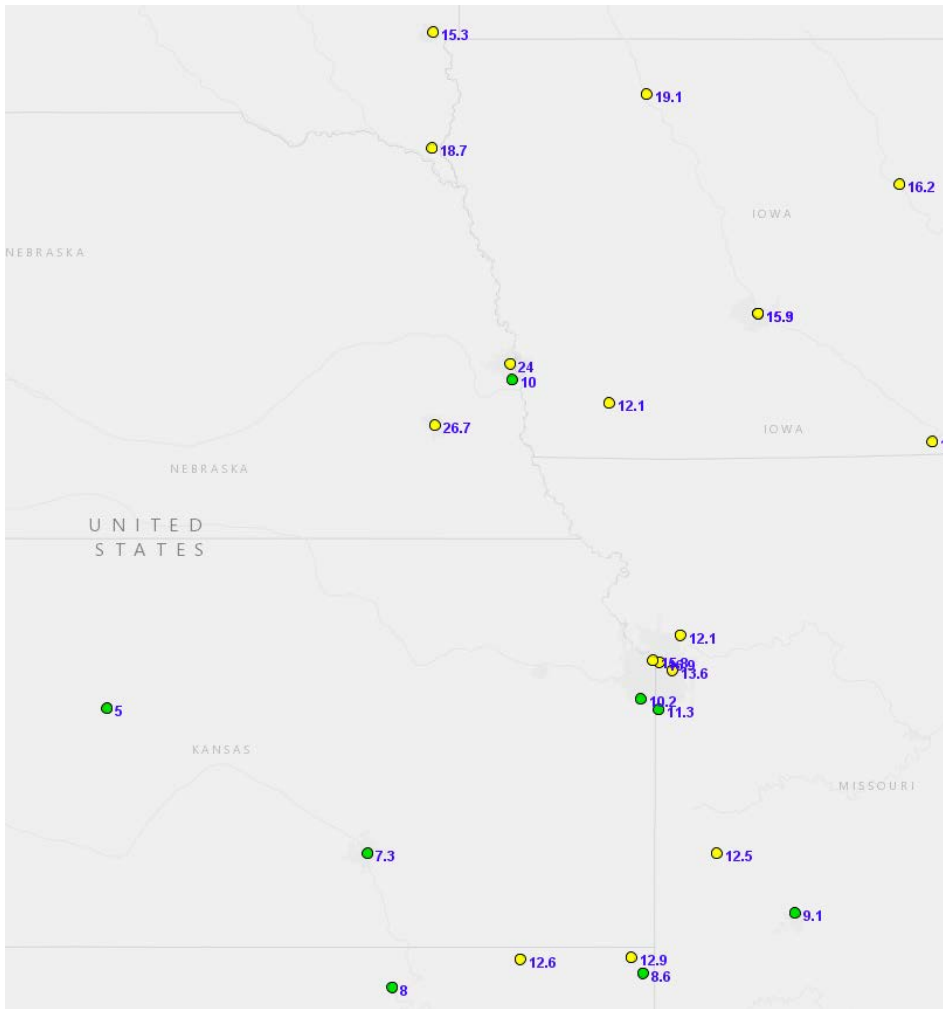 15.3
19.1
18.7
16.2
IOWA
NEBRASKA
15.9
24
10
12.1
26.7
IOWA
NEBRASKA
UNITED
STATES
12.1
13.6
10.2
11.3
5
KANSAS
MISSOURI
7.3
12.5
9.1
12.6
12.9
8.6
8